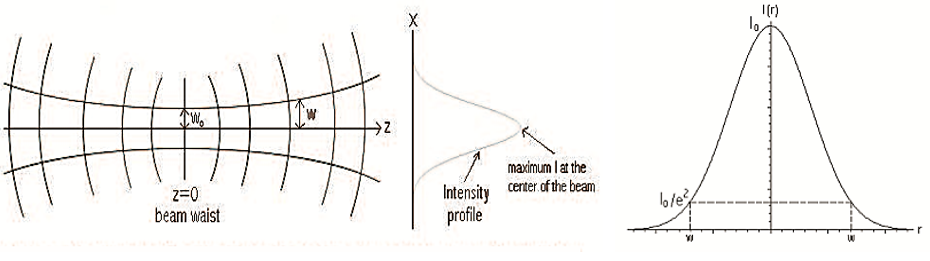 W₀
W
z
z=0
beam waist
X
maximum I at the
center of the beam
Intensity
profile
I(r)
I₀
I₀/e²
w
w
r